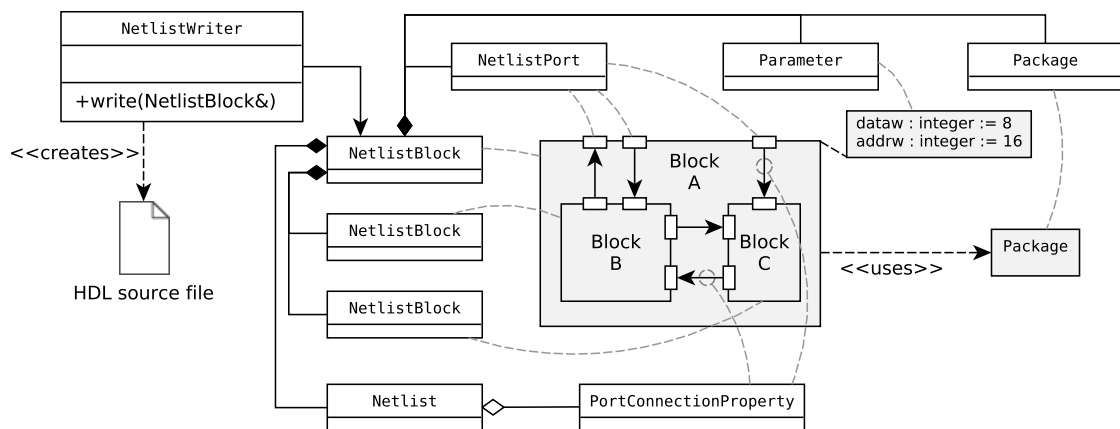 NetlistWriter
+write(NetlistBlock&)
<<creates>>
HDL source file
NetlistPort
Parameter
Package
dataw : integer := 8
addrw : integer := 16
NetlistBlock
NetlistBlock
NetlistBlock
Block
A
Block
B
Block
C
<<uses>>
Package
Netlist
PortConnectionProperty